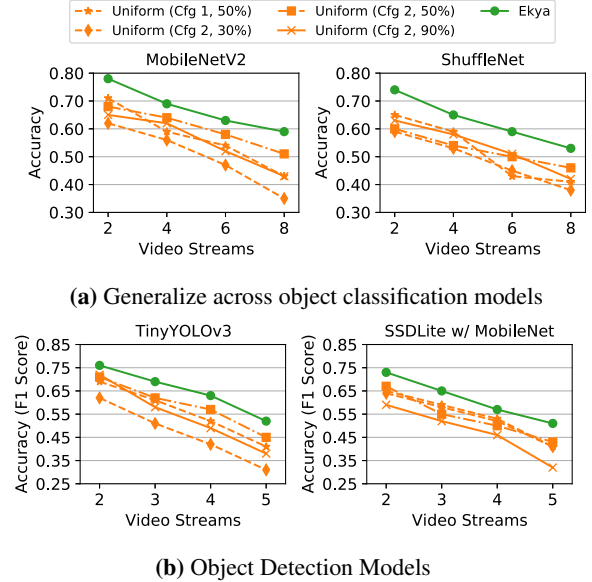 Uniform (Cfg 1, 50%) Uniform (Cfg 2, 50%) Ekya
Uniform (Cfg 2, 30%) Uniform (Cfg 2, 90%)
MobileNetV2
Accuracy
0.80
0.70
0.60
0.50
0.40
0.30
2 4 6 8
Video Streams
ShuffleNet
Accuracy
0.80
0.70
0.60
0.50
0.40
0.30
2 4 6 8
Video Streams
(a) Generalize across object classification models
TinyYOLOv3
Accuracy (F1 Score)
0.85
0.75
0.65
0.55
0.45
0.35
0.25
2 3 4 5
Video Streams
SSDLite w/ MobileNet
Accuracy (F1 Score)
0.85
0.75
0.65
0.55
0.45
0.35
0.25
2 3 4 5
Video Streams
(b) Object Detection Models